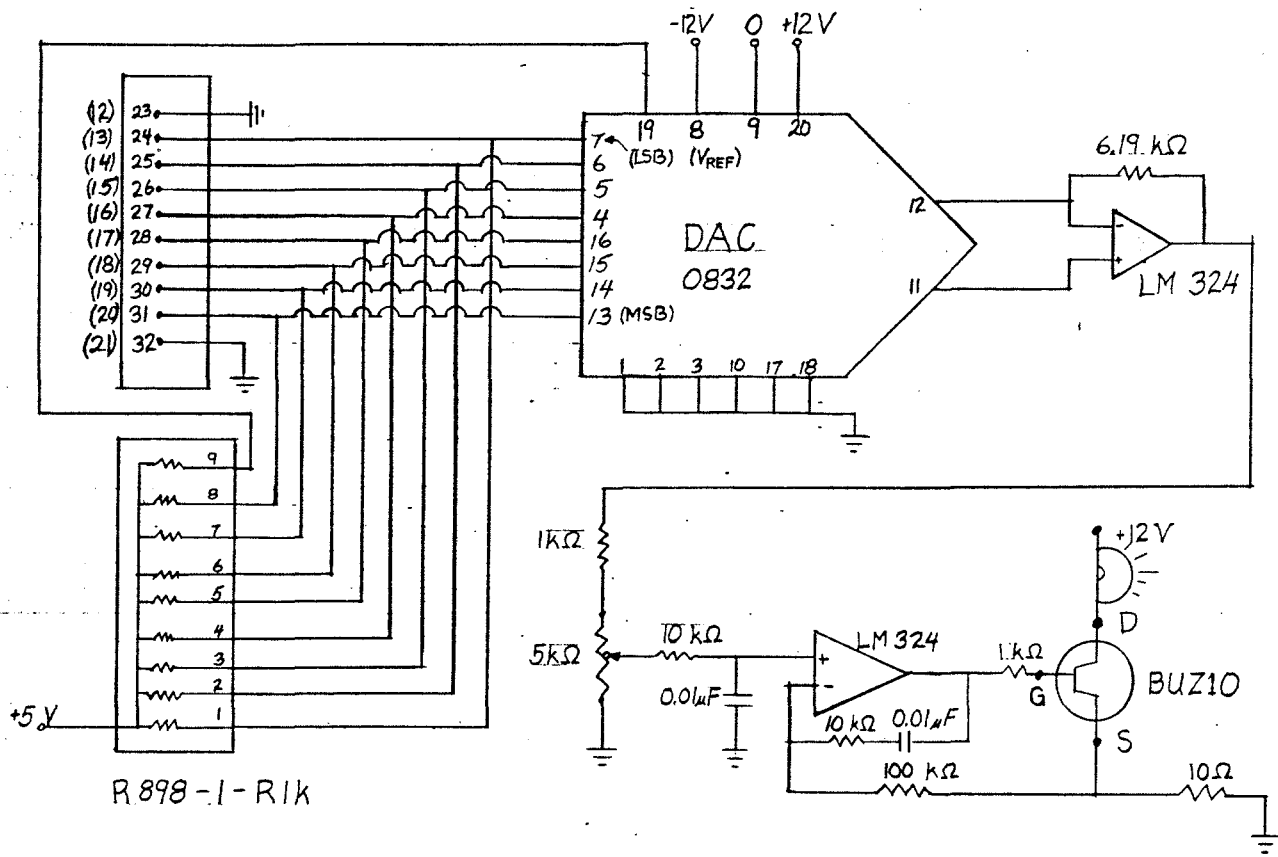 -12V 0 +12V
(12) 23
(13) 24
(14) 25
(15) 26
(16) 27
(17) 28
(18) 29
(19) 30
(20) 31
(21) 32
19 8 9 20
7 (LSB) (VREF)
6
5
4
16
15
14
13 (MSB)
DAC
0832
12
11
1 2 3 10 17 18
6.19 kΩ
-
+
LM 324
9
8
7
6
5
4
3
2
1
+5V
R898-1-R1k
1kΩ
5kΩ
10 kΩ
0.01µF
LM 324
+
-
10 kΩ
0.01µF
100 kΩ
1kΩ
G
+12V
D
BUZ10
S
10Ω